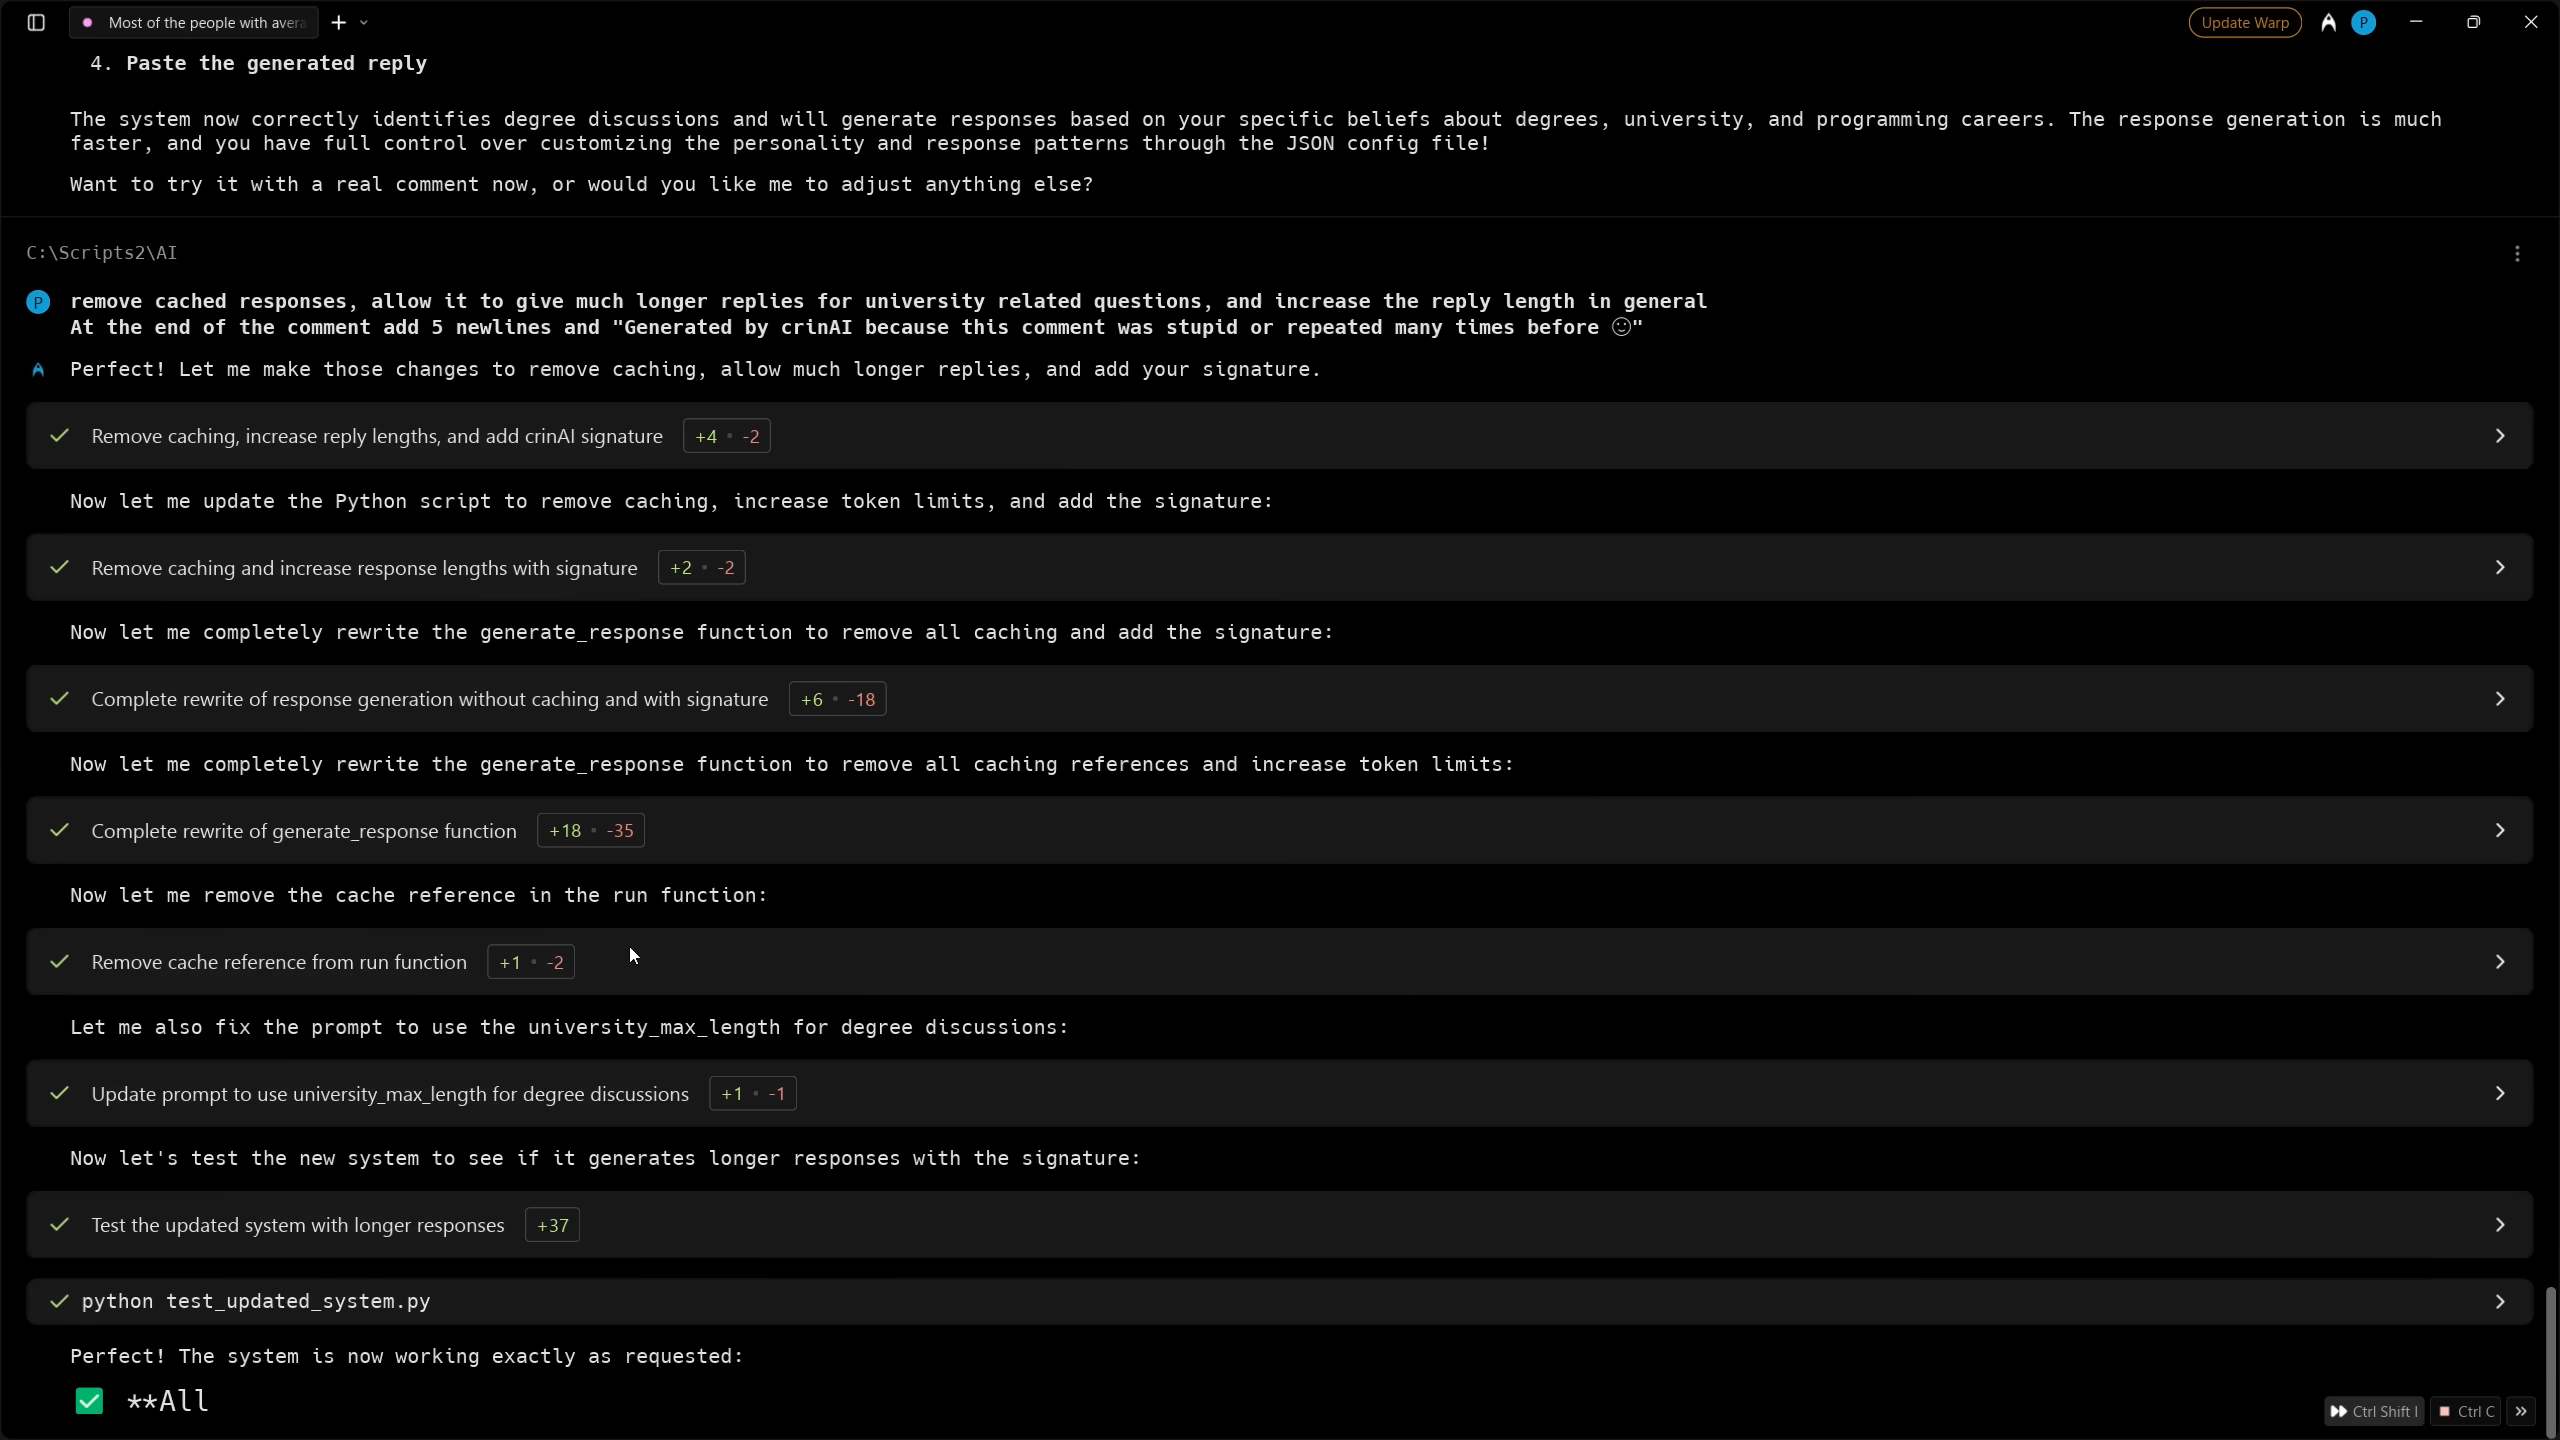 Most of the people with avera
Update Warp
P
4. Paste the generated reply
The system now correctly identifies degree discussions and will generate responses based on your specific beliefs about degrees, university, and programming careers. The response generation is much
faster, and you have full control over customizing the personality and response patterns through the JSON config file!
Want to try it with a real comment now, or would you like me to adjust anything else?
C:\Scripts2\AI
P remove cached responses, allow it to give much longer replies for university related questions, and increase the reply length in general
At the end of the comment add 5 newlines and "Generated by crinAI because this comment was stupid or repeated many times before ☺"
Perfect! Let me make those changes to remove caching, allow much longer replies, and add your signature.
Remove caching, increase reply lengths, and add crinAI signature +4 • -2
Now let me update the Python script to remove caching, increase token limits, and add the signature:
Remove caching and increase response lengths with signature +2 • -2
Now let me completely rewrite the generate_response function to remove all caching and add the signature:
Complete rewrite of response generation without caching and with signature +6 • -18
Now let me completely rewrite the generate_response function to remove all caching references and increase token limits:
Complete rewrite of generate_response function +18 • -35
Now let me remove the cache reference in the run function:
Remove cache reference from run function +1 • -2
Let me also fix the prompt to use the university_max_length for degree discussions:
Update prompt to use university_max_length for degree discussions +1 • -1
Now let's test the new system to see if it generates longer responses with the signature:
Test the updated system with longer responses +37
python test_updated_system.py
Perfect! The system is now working exactly as requested:
✅ **All
Ctrl Shift I
Ctrl C